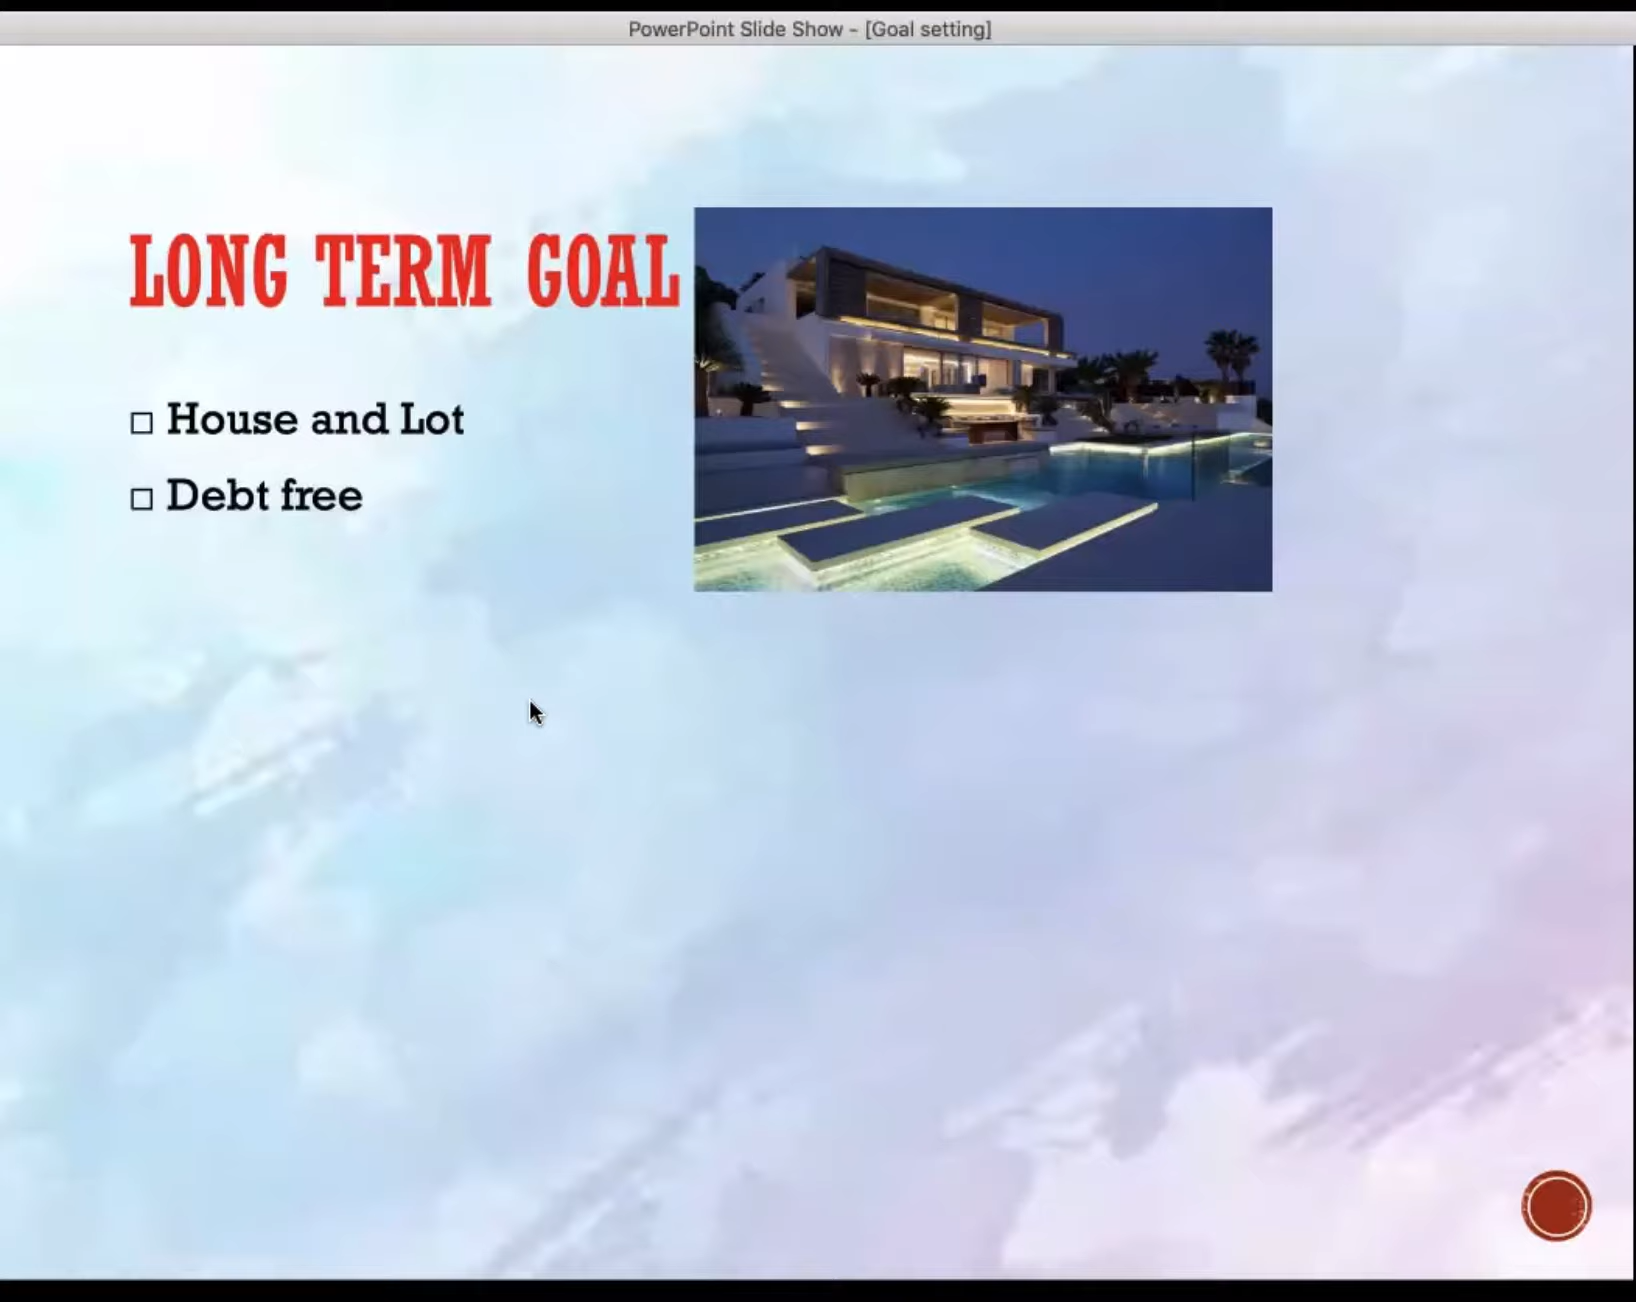 PowerPoint Slide Show - [Goal setting]
LONG TERM GOAL
House and Lot
Debt free